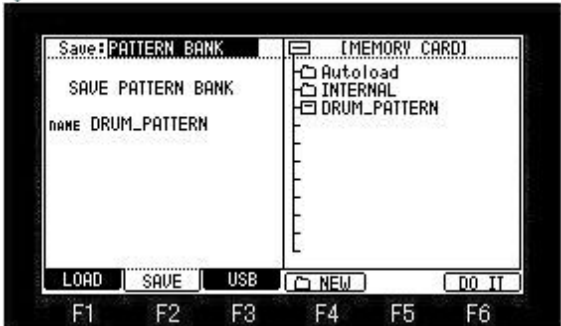 Save:PATTERN BANK
[MEMORY CARD]
Autoload
SAVE PATTERN BANK
INTERNAL
DRUM_PATTERN
NAME DRUM_PATTERN
LOAD SAVE USB NEW DO IT
F1 F2 F3 F4 F5 F6